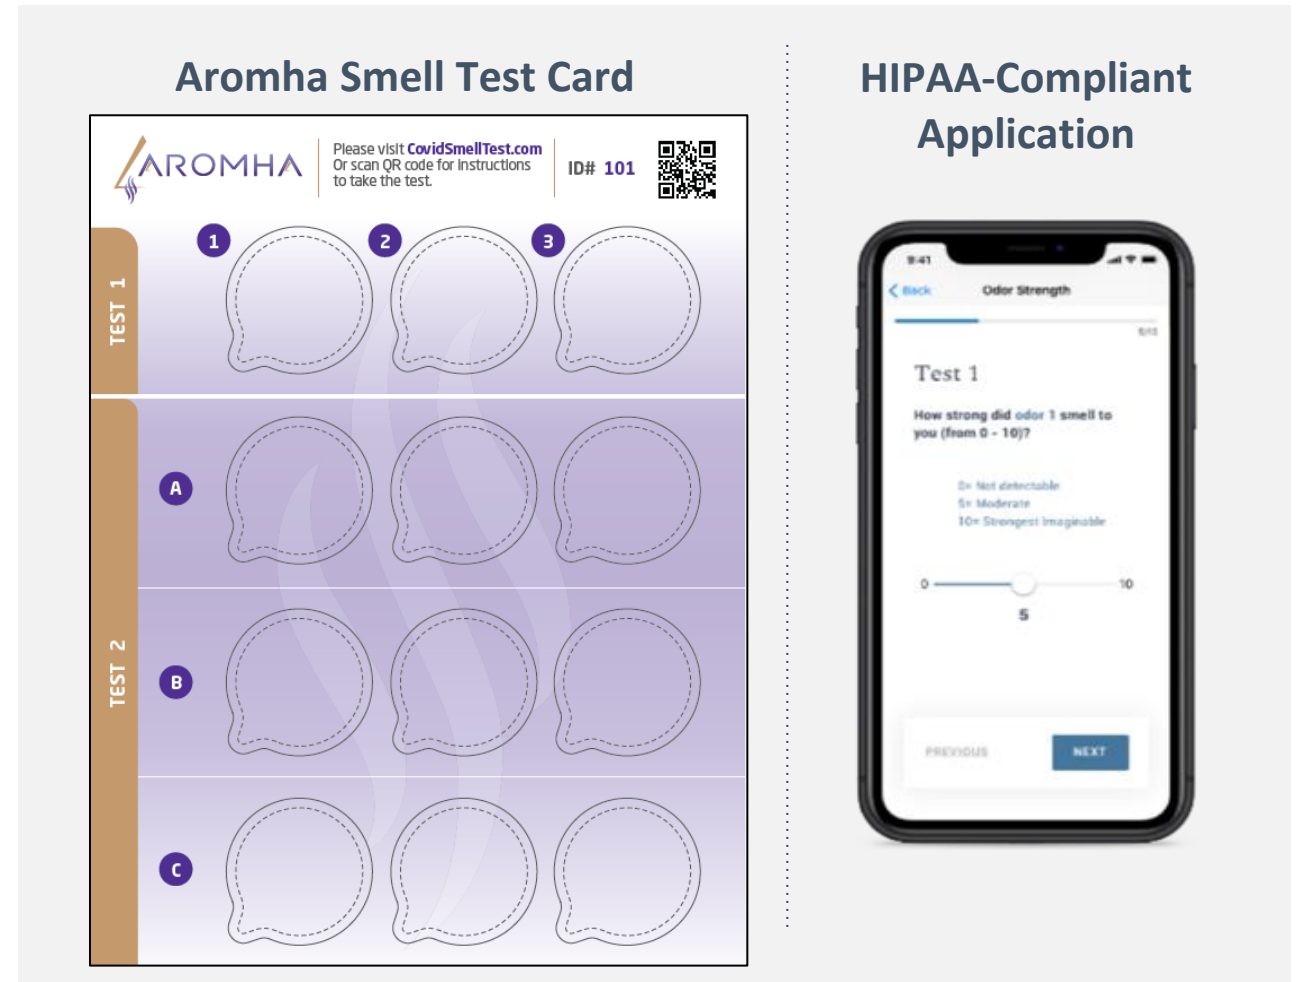 Aromha Smell Test Card
AROMHA
Please visit CovidSmellTest.com
Or scan QR code for instructions
to take the test.
ID# 101
TEST 1
1
2
3
TEST 2
A
B
C
HIPAA-Compliant
Application
9:41
Back
Odor Strength
Test 1
How strong did odor 1 smell to
you (from 0 - 10)?
0= Not detectable
5= Moderate
10= Strongest Imaginable
0
10
5
PREVIOUS
NEXT